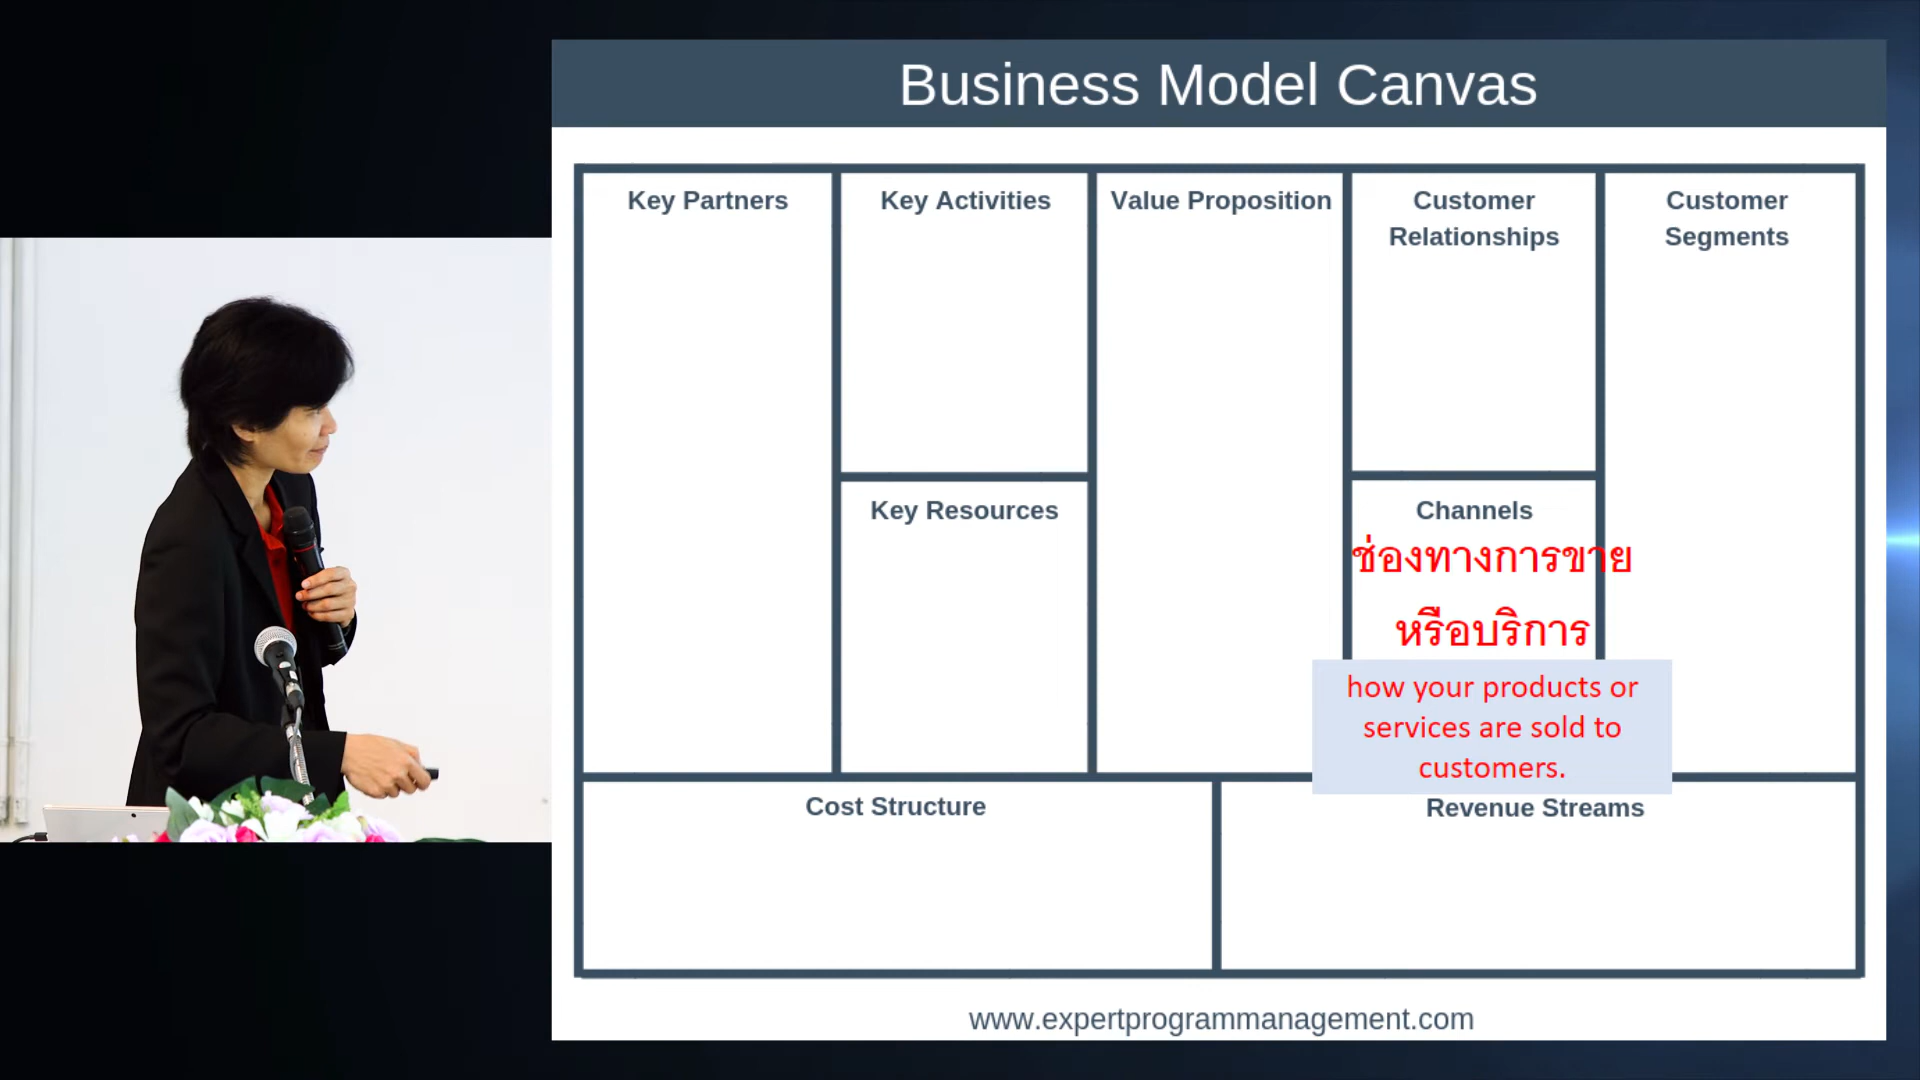 Business Model Canvas
Key Partners
Key Activities
Value Proposition
Customer
Relationships
Customer
Segments
Key Resources
Channels
ช่องทางการขาย
หรือบริการ
how your products or
services are sold to
customers.
Cost Structure
Revenue Streams
www.expertprogrammanagement.com